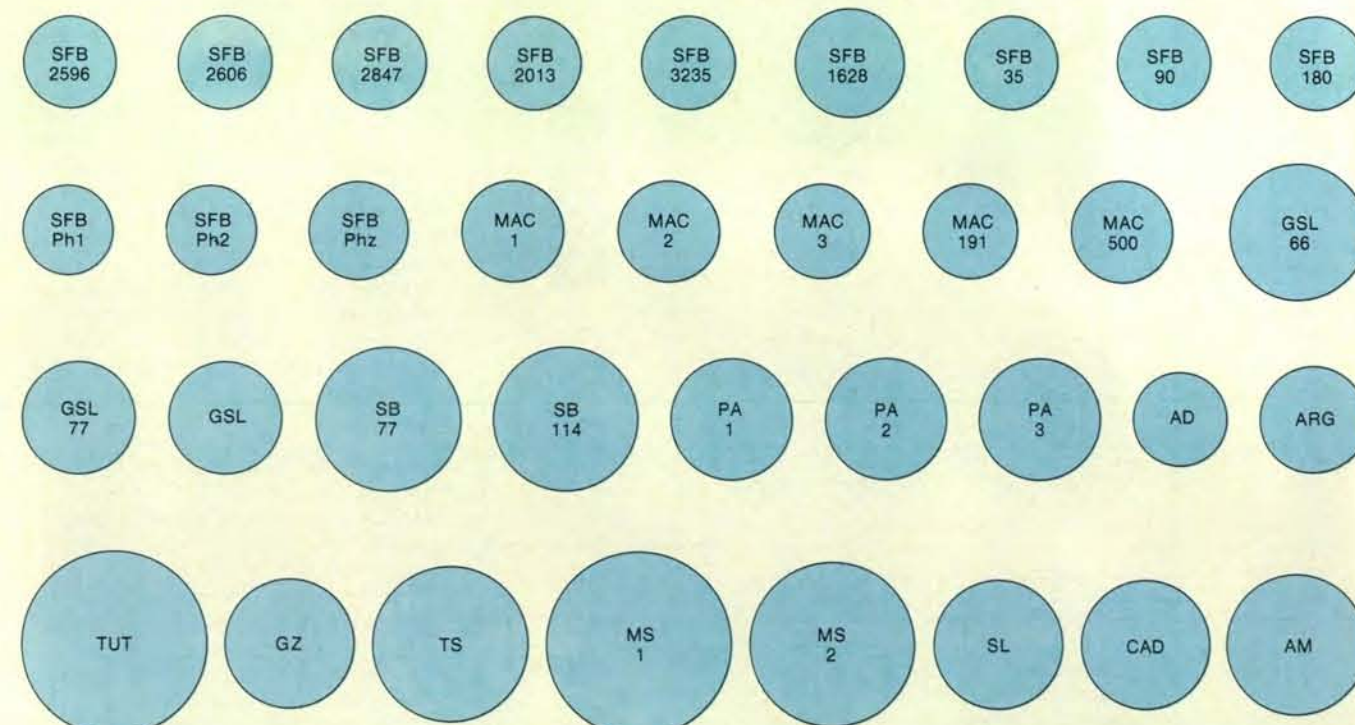 SFB
2596
SFB
2606
SFB
2847
SFB
2013
SFB
3235
SFB
1628
SFB
35
SFB
90
SFB
180
SFB
Ph1
SFB
Ph2
SFB
Phz
MAC
1
MAC
2
MAC
3
MAC
191
MAC
500
GSL
66
GSL
77
GSL
SB
77
SB
114
PA
1
PA
2
PA
3
AD
ARG
TUT
GZ
TS
MS
1
MS
2
SL
CAD
AM